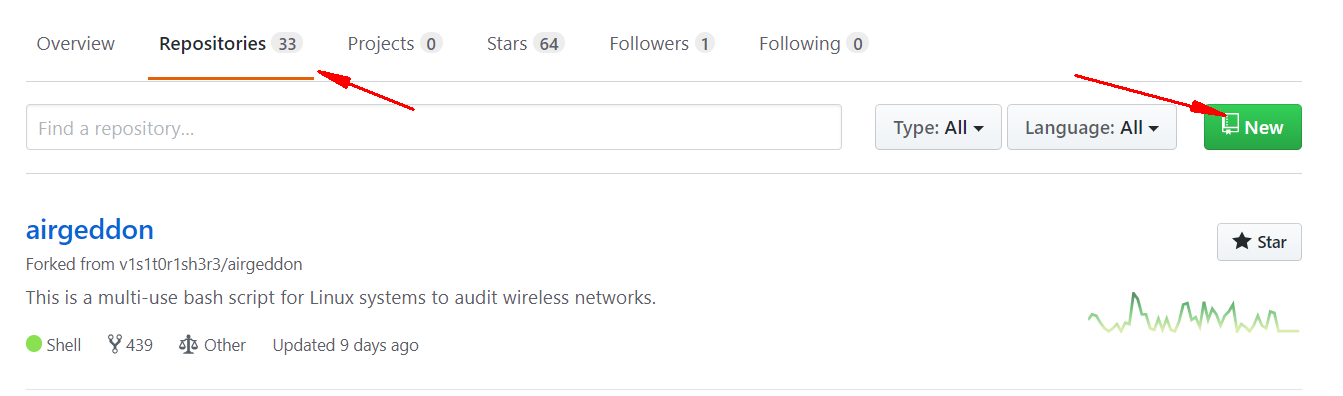 Overview Repositories 33 Projects 0 Stars 64 Followers 1 Following 0
Find a repository... Type: All Language: All New
airgeddon
Star
Forked from v1s1t0r1sh3r3/airgeddon
This is a multi-use bash script for Linux systems to audit wireless networks.
Shell 439 Other Updated 9 days ago